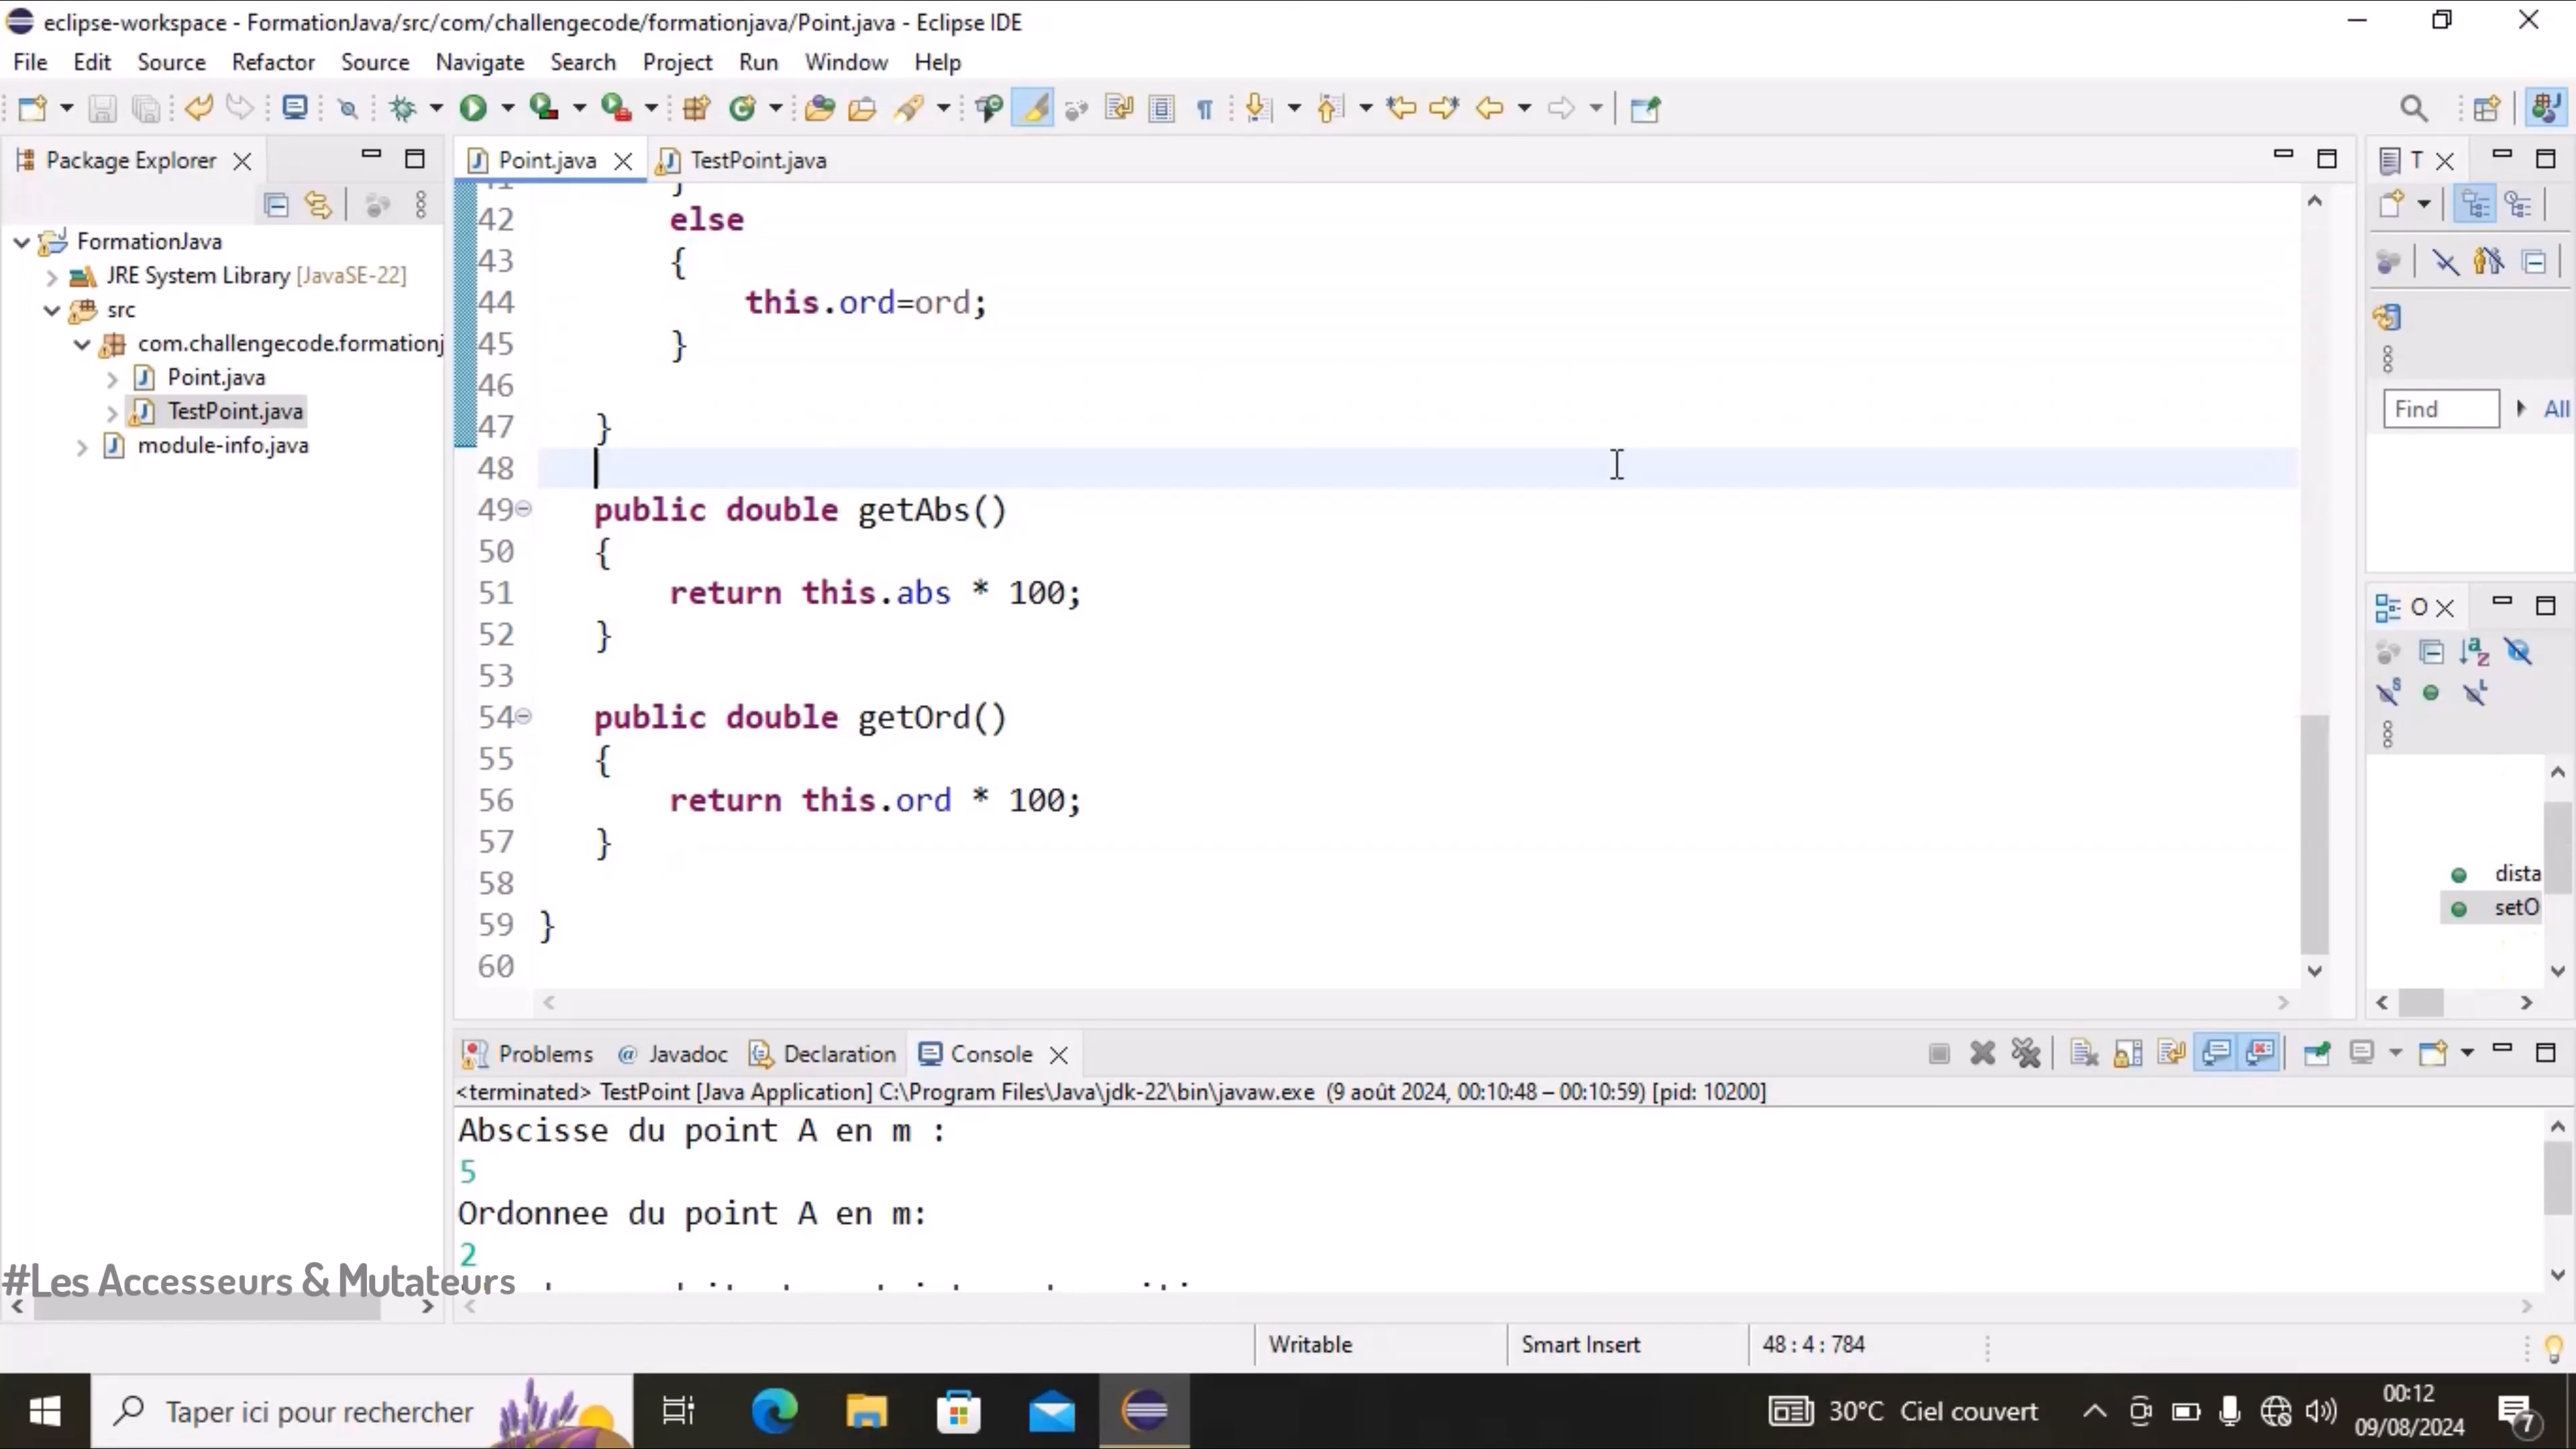 eclipse-workspace - FormationJava/src/com/challengecode/formationjava/Point.java - Eclipse IDE
File Edit Source Refactor Source Navigate Search Project Run Window Help
Package Explorer
FormationJava
JRE System Library [JavaSE-22]
src
com.challengecode.formationj
Point.java
TestPoint.java
module-info.java
Point.java TestPoint.java
41 }
42 else
43 {
44 this.ord=ord;
45 }
46
47 }
48
49 public double getAbs()
50 {
51 return this.abs * 100;
52 }
53
54 public double getOrd()
55 {
56 return this.ord * 100;
57 }
58
59 }
60
T
Find All
O
dista
setO
Problems Javadoc Declaration Console
<terminated> TestPoint [Java Application] C:\Program Files\Java\jdk-22\bin\javaw.exe (9 août 2024, 00:10:48 – 00:10:59) [pid: 10200]
Abscisse du point A en m :
5
Ordonnee du point A en m:
2
#Les Accesseurs & Mutateurs
Writable Smart Insert 48 : 4 : 784
Taper ici pour rechercher
30°C Ciel couvert
00:12
09/08/2024
7